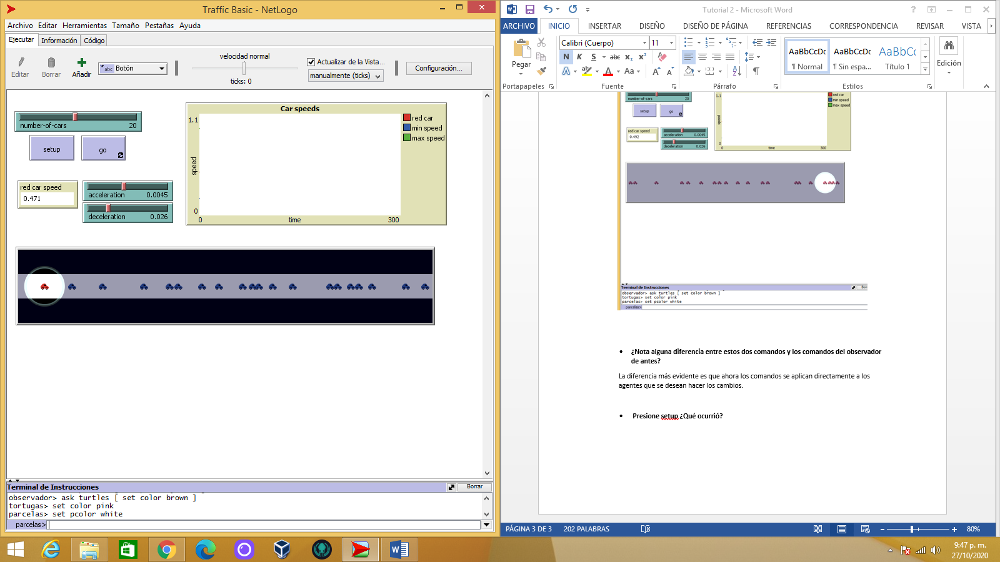 Traffic Basic - NetLogo
Archivo Editar Herramientas Tamaño Pestañas Ayuda
Ejecutar Información Código
Editar Borrar Añadir
abc Botón
velocidad normal
ticks: 0
Actualizar de la Vista...
manualmente (ticks)
Configuración...
number-of-cars 20
setup go
red car speed
0.471
acceleration 0.0045
deceleration 0.026
Car speeds
1.1
speed
0
0 time 300
red car
min speed
max speed
Terminal de Instrucciones Borrar
observador> ask turtles [ set color brown ]
tortugas> set color pink
parcelas> set pcolor white
parcelas>
Tutorial 2 - Microsoft Word
ARCHIVO INICIO INSERTAR DISEÑO DISEÑO DE PÁGINA REFERENCIAS CORRESPONDENCIA REVISAR VISTA
Pegar
Portapapeles
Calibri (Cuerpo) 11
N K S abc x₂ x²
A ab A Aa A A
Fuente
Párrafo
AaBbCcDc AaBbCcDc AaBbCc
¶ Normal ¶ Sin espa... Título 1
Estilos
Edición
number-of-cars 20
setup go
red car speed
0.492
acceleration 0.0045
deceleration 0.026
1.1
speed
0
0 time 300
red car
min speed
max speed
Terminal de Instrucciones
observador> ask turtles [ set color brown ]
tortugas> set color pink
parcelas> set pcolor white
parcelas>
• ¿Nota alguna diferencia entre estos dos comandos y los comandos del observador
de antes?
La diferencia más evidente es que ahora los comandos se aplican directamente a los
agentes que se desean hacer los cambios.
• Presione setup ¿Qué ocurrió?
PÁGINA 3 DE 3 202 PALABRAS 80%
9:47 p. m.
27/10/2020